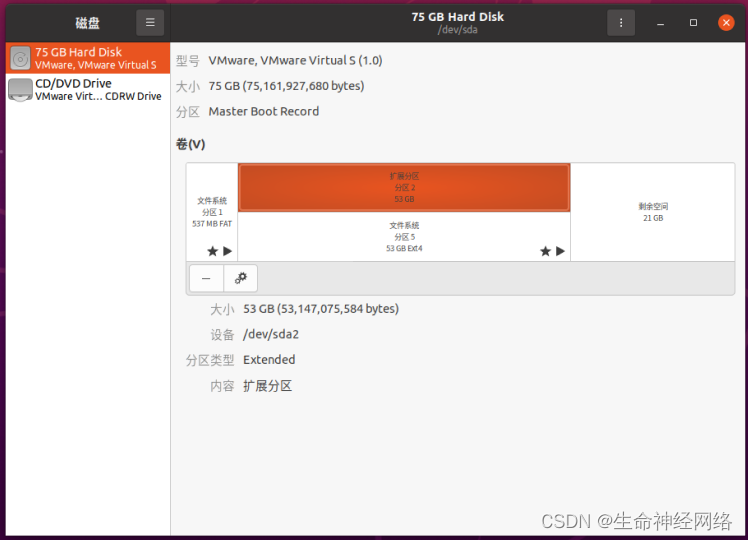 磁盘
75 GB Hard Disk
/dev/sda
75 GB Hard Disk
VMware, VMware Virtual S
CD/DVD Drive
VMware Virt… CDRW Drive
型号 VMware, VMware Virtual S (1.0)
大小 75 GB (75,161,927,680 bytes)
分区 Master Boot Record
卷(V)
文件系统
分区 1
537 MB FAT
扩展分区
分区 2
53 GB
文件系统
分区 5
53 GB Ext4
剩余空间
21 GB
大小 53 GB (53,147,075,584 bytes)
设备 /dev/sda2
分区类型 Extended
内容 扩展分区
CSDN @生命神经网络